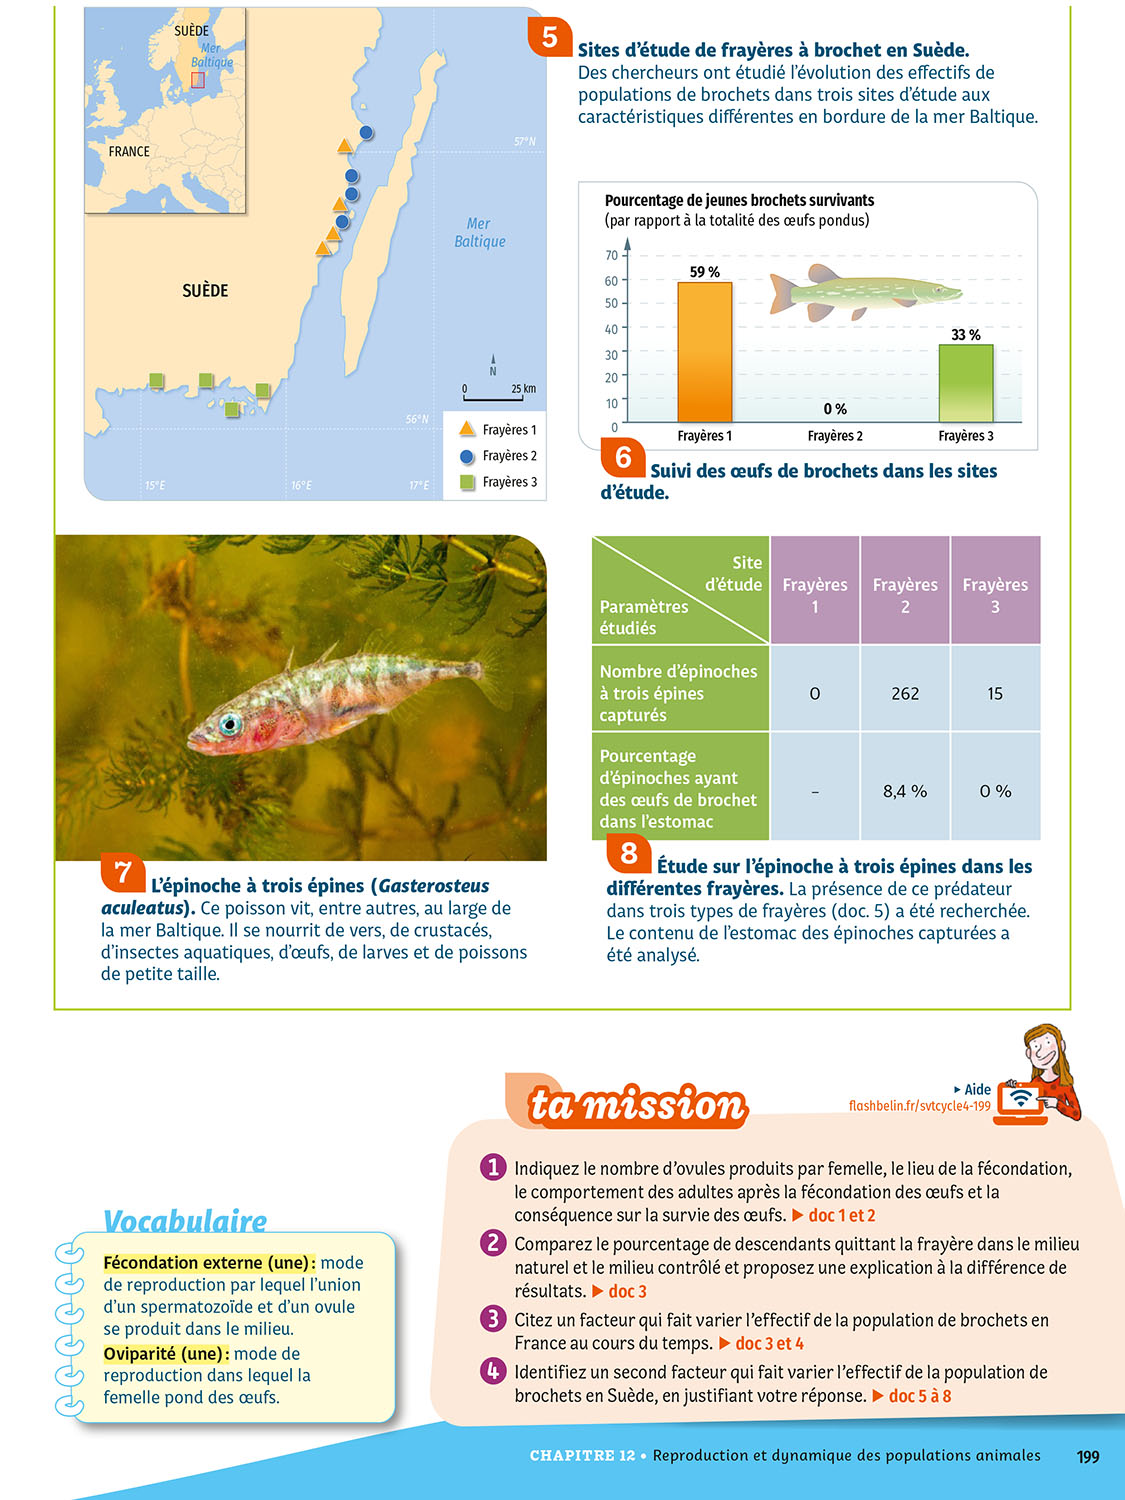 SUÈDE
Mer
Baltique
FRANCE
57°N
Mer
Baltique
SUÈDE
N
0 25 km
56°N
15°E
16°E
17°E
Frayères 1
Frayères 2
Frayères 3
5
Sites d'étude de frayères à brochet en Suède.
Des chercheurs ont étudié l'évolution des effectifs de
populations de brochets dans trois sites d'étude aux
caractéristiques différentes en bordure de la mer Baltique.
Pourcentage de jeunes brochets survivants
(par rapport à la totalité des œufs pondus)
70
60
50
40
30
20
10
0
59 %
0 %
33 %
Frayères 1
Frayères 2
Frayères 3
6
Suivi des œufs de brochets dans les sites
d'étude.
7
L'épinoche à trois épines (Gasterosteus
aculeatus). Ce poisson vit, entre autres, au large de
la mer Baltique. Il se nourrit de vers, de crustacés,
d'insectes aquatiques, d'œufs, de larves et de poissons
de petite taille.
Site
d'étude
Paramètres
étudiés
Frayères
1
Frayères
2
Frayères
3
Nombre d'épinoches
à trois épines
capturés
0
262
15
Pourcentage
d'épinoches ayant
des œufs de brochet
dans l'estomac
–
8,4 %
0 %
8
Étude sur l'épinoche à trois épines dans les
différentes frayères. La présence de ce prédateur
dans trois types de frayères (doc. 5) a été recherchée.
Le contenu de l'estomac des épinoches capturées a
été analysé.
Vocabulaire
Fécondation externe (une) : mode
de reproduction par lequel l'union
d'un spermatozoïde et d'un ovule
se produit dans le milieu.
Oviparité (une) : mode de
reproduction dans lequel la
femelle pond des œufs.
ta mission
▸ Aide
flashbelin.fr/svtcycle4-199
1 Indiquez le nombre d'ovules produits par femelle, le lieu de la fécondation,
le comportement des adultes après la fécondation des œufs et la
conséquence sur la survie des œufs. ▶ doc 1 et 2
2 Comparez le pourcentage de descendants quittant la frayère dans le milieu
naturel et le milieu contrôlé et proposez une explication à la différence de
résultats. ▶ doc 3
3 Citez un facteur qui fait varier l'effectif de la population de brochets en
France au cours du temps. ▶ doc 3 et 4
4 Identifiez un second facteur qui fait varier l'effectif de la population de
brochets en Suède, en justifiant votre réponse. ▶ doc 5 à 8
CHAPITRE 12 • Reproduction et dynamique des populations animales 199